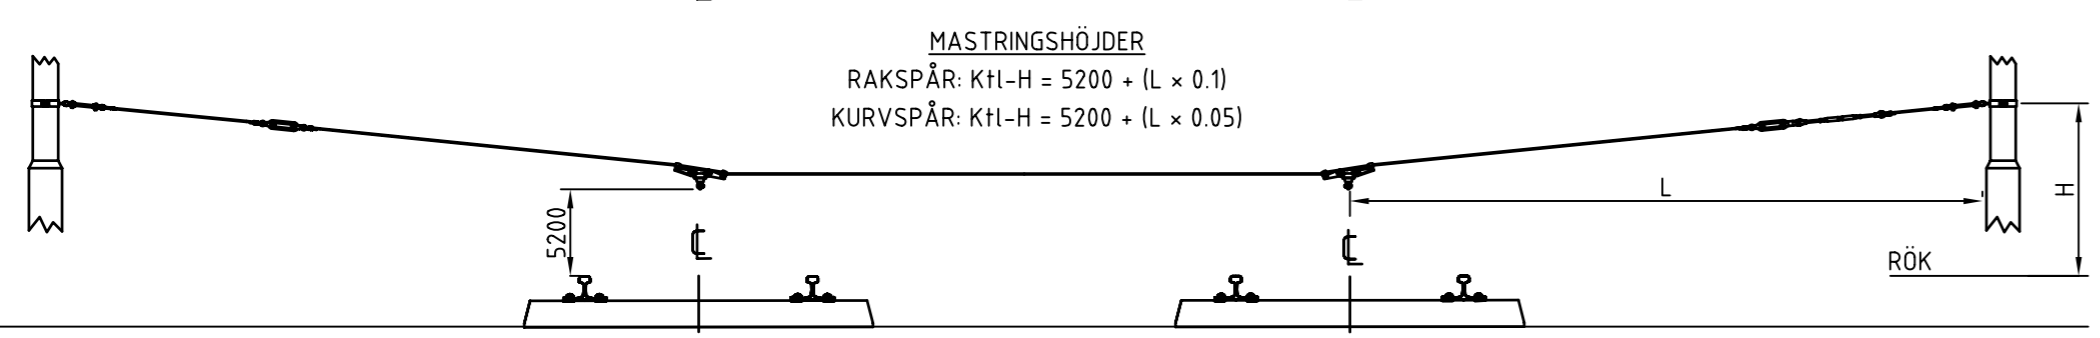 MASTRINGSHÖJDER
RAKSPÅR: Ktl-H = 5200 + (L × 0.1)
KURVSPÅR: Ktl-H = 5200 + (L × 0.05)
L
H
5200
RÖK